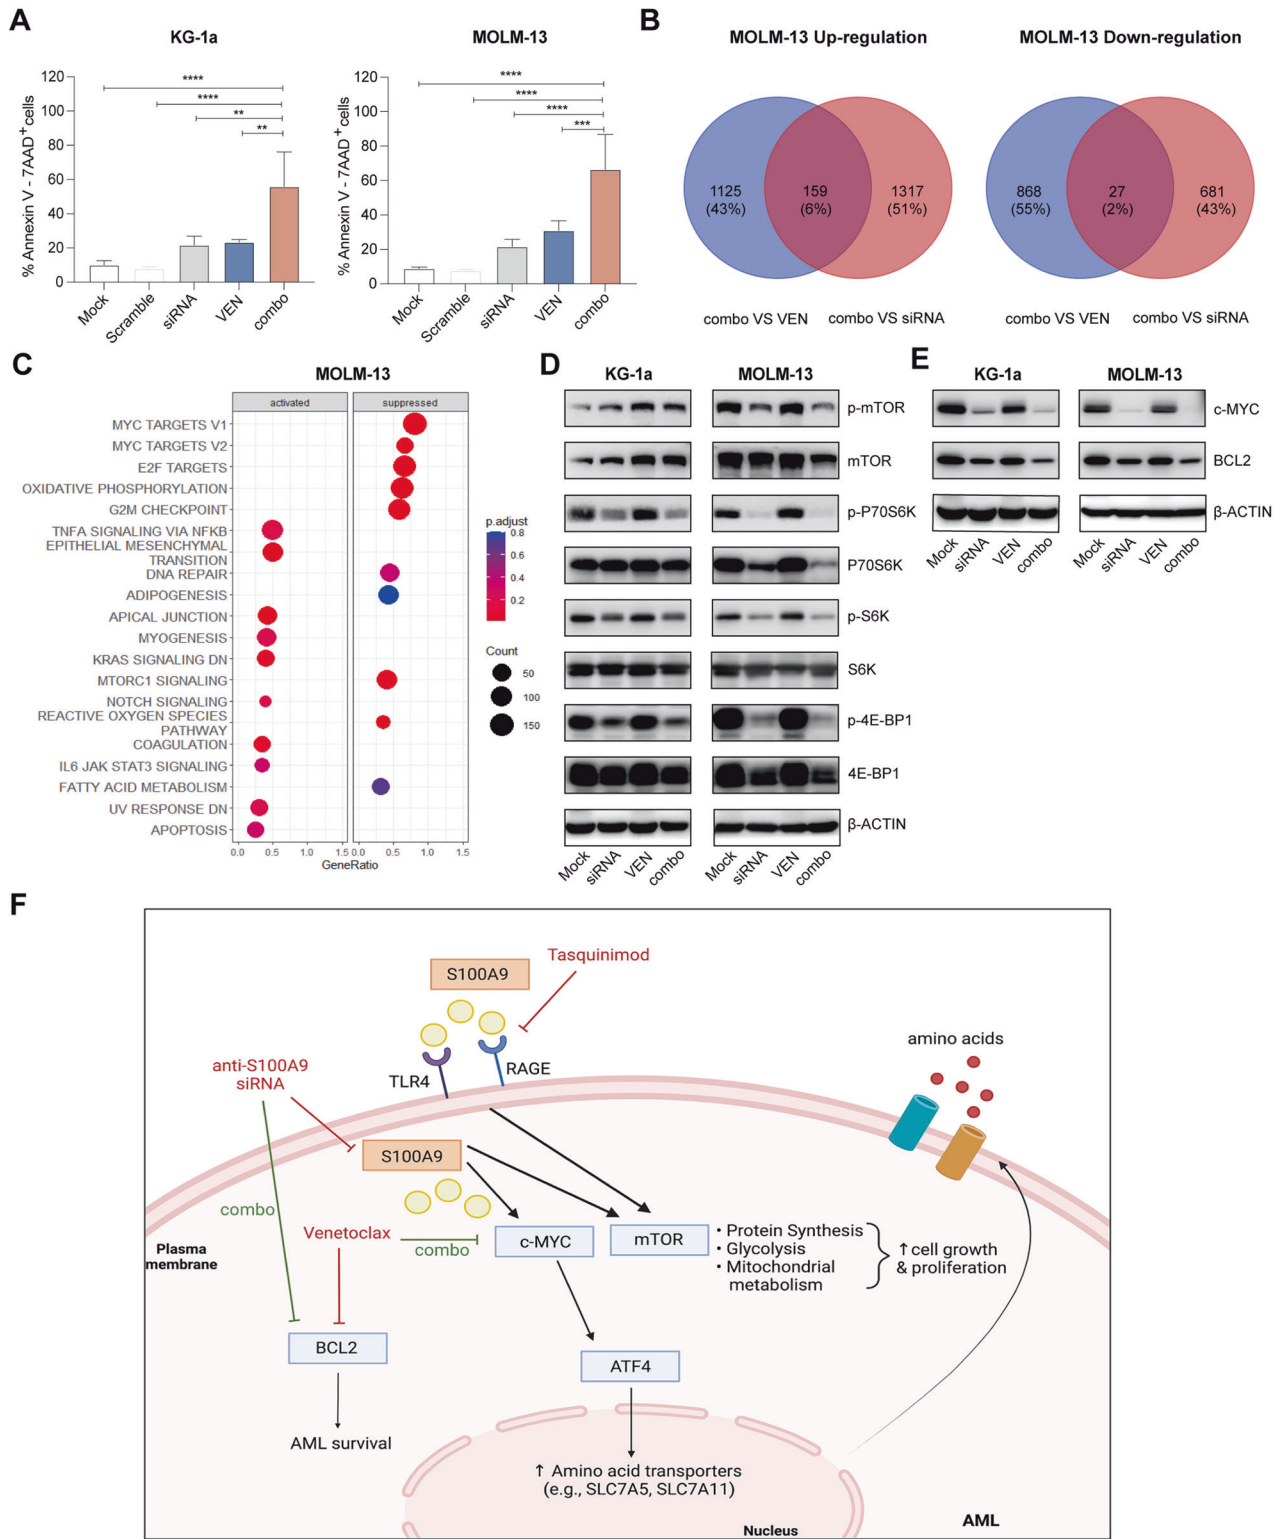 A
KG-1a
MOLM-13
% Annexin V - 7AAD+cells
120
100
80
60
40
20
0
****
****
**
**
Mock
Scramble
siRNA
VEN
combo
% Annexin V - 7AAD+cells
120
100
80
60
40
20
0
****
****
****
***
Mock
Scramble
siRNA
VEN
combo
B
MOLM-13 Up-regulation
MOLM-13 Down-regulation
1125
(43%)
159
(6%)
1317
(51%)
868
(55%)
27
(2%)
681
(43%)
combo VS VEN
combo VS siRNA
combo VS VEN
combo VS siRNA
C
MOLM-13
activated
suppressed
MYC TARGETS V1
MYC TARGETS V2
E2F TARGETS
OXIDATIVE PHOSPHORYLATION
G2M CHECKPOINT
TNFA SIGNALING VIA NFKB
EPITHELIAL MESENCHYMAL
TRANSITION
DNA REPAIR
ADIPOGENESIS
APICAL JUNCTION
MYOGENESIS
KRAS SIGNALING DN
MTORC1 SIGNALING
NOTCH SIGNALING
REACTIVE OXYGEN SPECIES
PATHWAY
COAGULATION
IL6 JAK STAT3 SIGNALING
FATTY ACID METABOLISM
UV RESPONSE DN
APOPTOSIS
0.0 0.5 1.0 1.5 0.0 0.5 1.0 1.5
GeneRatio
p.adjust
0.8
0.6
0.4
0.2
Count
50
100
150
D
KG-1a
MOLM-13
p-mTOR
mTOR
p-P70S6K
P70S6K
p-S6K
S6K
p-4E-BP1
4E-BP1
β-ACTIN
Mock
siRNA
VEN
combo
Mock
siRNA
VEN
combo
E
KG-1a
MOLM-13
c-MYC
BCL2
β-ACTIN
Mock
siRNA
VEN
combo
Mock
siRNA
VEN
combo
F
Tasquinimod
S100A9
TLR4
RAGE
amino acids
anti-S100A9
siRNA
S100A9
combo
Venetoclax
combo
c-MYC
mTOR
• Protein Synthesis
• Glycolysis
• Mitochondrial
metabolism
↑ cell growth
& proliferation
Plasma
membrane
BCL2
ATF4
AML survival
↑ Amino acid transporters
(e.g., SLC7A5, SLC7A11)
Nucleus
AML